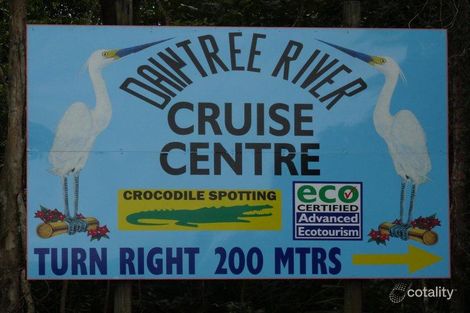 DAINTREE RIVER
CRUISE
CENTRE
CROCODILE SPOTTING
eco
CERTIFIED
Advanced
Ecotourism
TURN RIGHT 200 MTRS
cotality